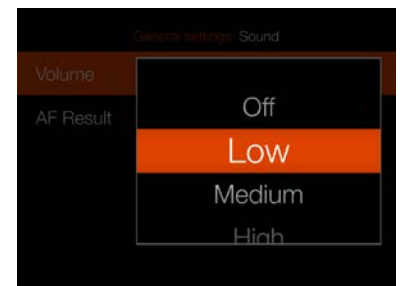 General settings: Sound
Volume
Off
AF Result
Low
Medium
High